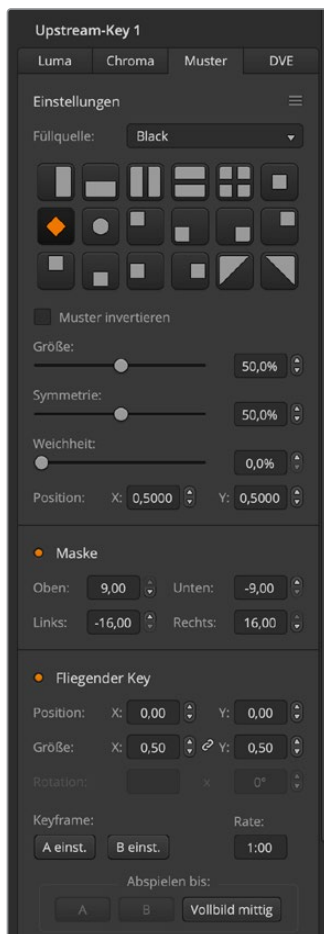 Upstream-Key 1
Luma Chroma Muster DVE
Einstellungen
Füllquelle: Black
Muster invertieren
Größe:
50,0%
Symmetrie:
50,0%
Weichheit:
0,0%
Position: X: 0,5000 Y: 0,5000
Maske
Oben: 9,00 Unten: -9,00
Links: -16,00 Rechts: 16,00
Fliegender Key
Position: X: 0,00 Y: 0,00
Größe: X: 0,50 Y: 0,50
Rotation: x 0°
Keyframe: Rate:
A einst. B einst. 1:00
Abspielen bis:
A B Vollbild mittig